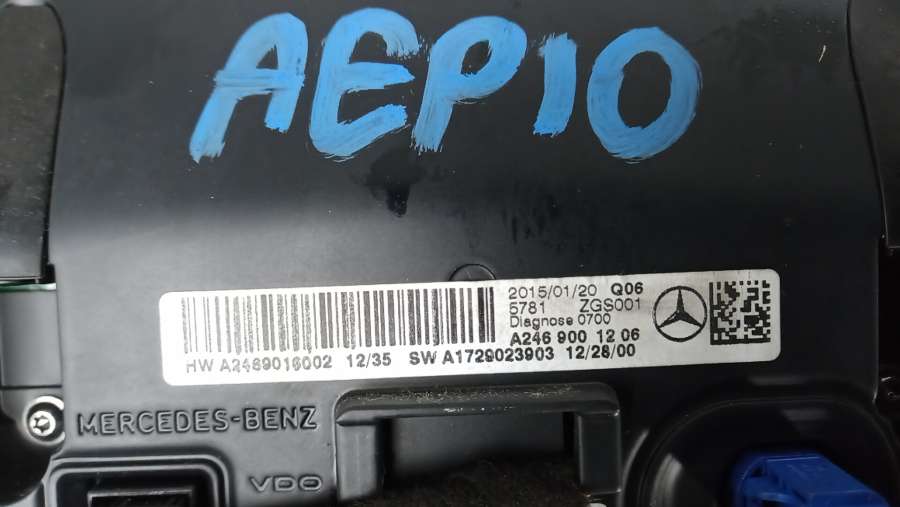 AEP10
2015/01/20 Q06
5781 ZGS001
Diagnose 0700
A246 900 12 06
HW A2469016002 12/35 SW A1729023903 12/28/00
MERCEDES-BENZ
VDO